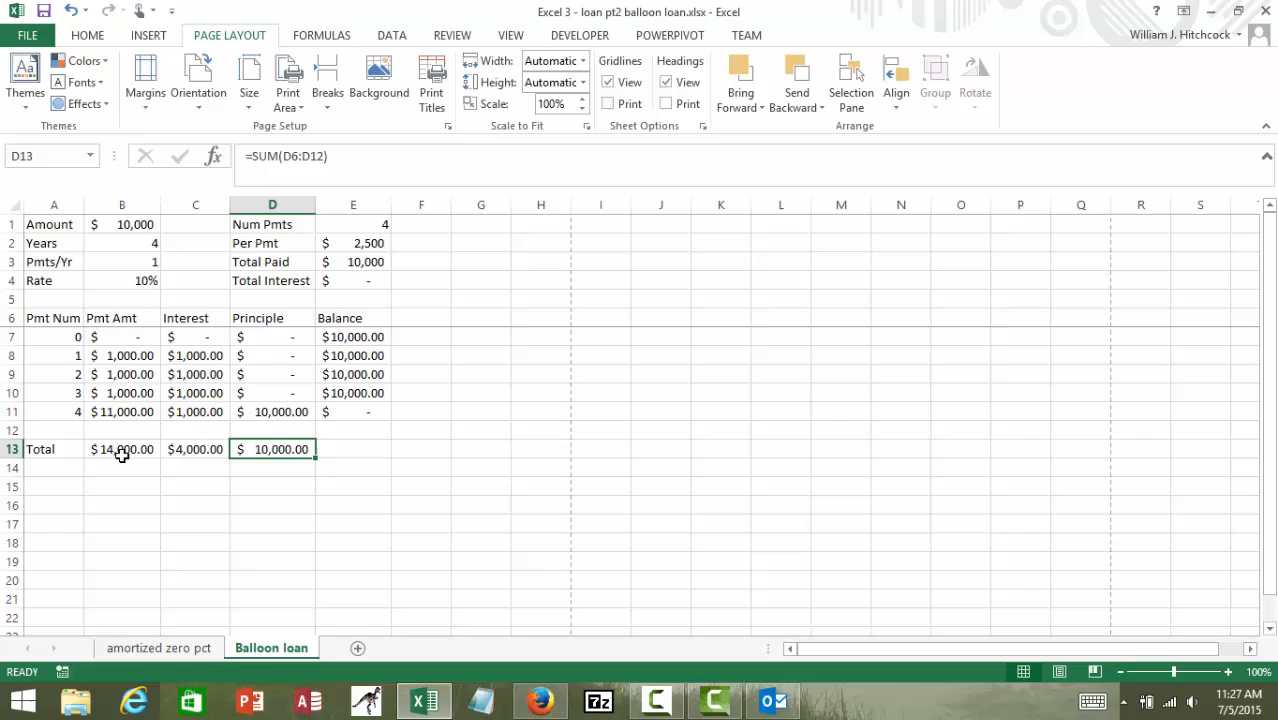 Excel 3 - loan pt2 balloon loan.xlsx - Excel
FILE HOME INSERT PAGE LAYOUT FORMULAS DATA REVIEW VIEW DEVELOPER POWERPIVOT TEAM William J. Hitchcock
Themes Colors Fonts Effects Margins Orientation Size Print Area Breaks Background Print Titles Width: Automatic Height: Automatic Scale: 100% Gridlines View Print Headings View Print Bring Forward Send Backward Selection Pane Align Group Rotate
Themes Page Setup Scale to Fit Sheet Options Arrange
D13 fx =SUM(D6:D12)
A B C D E F G H I J K L M N O P Q R S
1 Amount $ 10,000 Num Pmts 4
2 Years 4 Per Pmt $ 2,500
3 Pmts/Yr 1 Total Paid $ 10,000
4 Rate 10% Total Interest $ -
5
6 Pmt Num Pmt Amt Interest Principle Balance
7 0 $ - $ - $ - $10,000.00
8 1 $ 1,000.00 $1,000.00 $ - $10,000.00
9 2 $ 1,000.00 $1,000.00 $ - $10,000.00
10 3 $ 1,000.00 $1,000.00 $ - $10,000.00
11 4 $11,000.00 $1,000.00 $ 10,000.00 $ -
12
13 Total $14,000.00 $4,000.00 $ 10,000.00
14
15
16
17
18
19
20
21
22
amortized zero pct Balloon loan
READY 100%
11:27 AM
7/5/2015